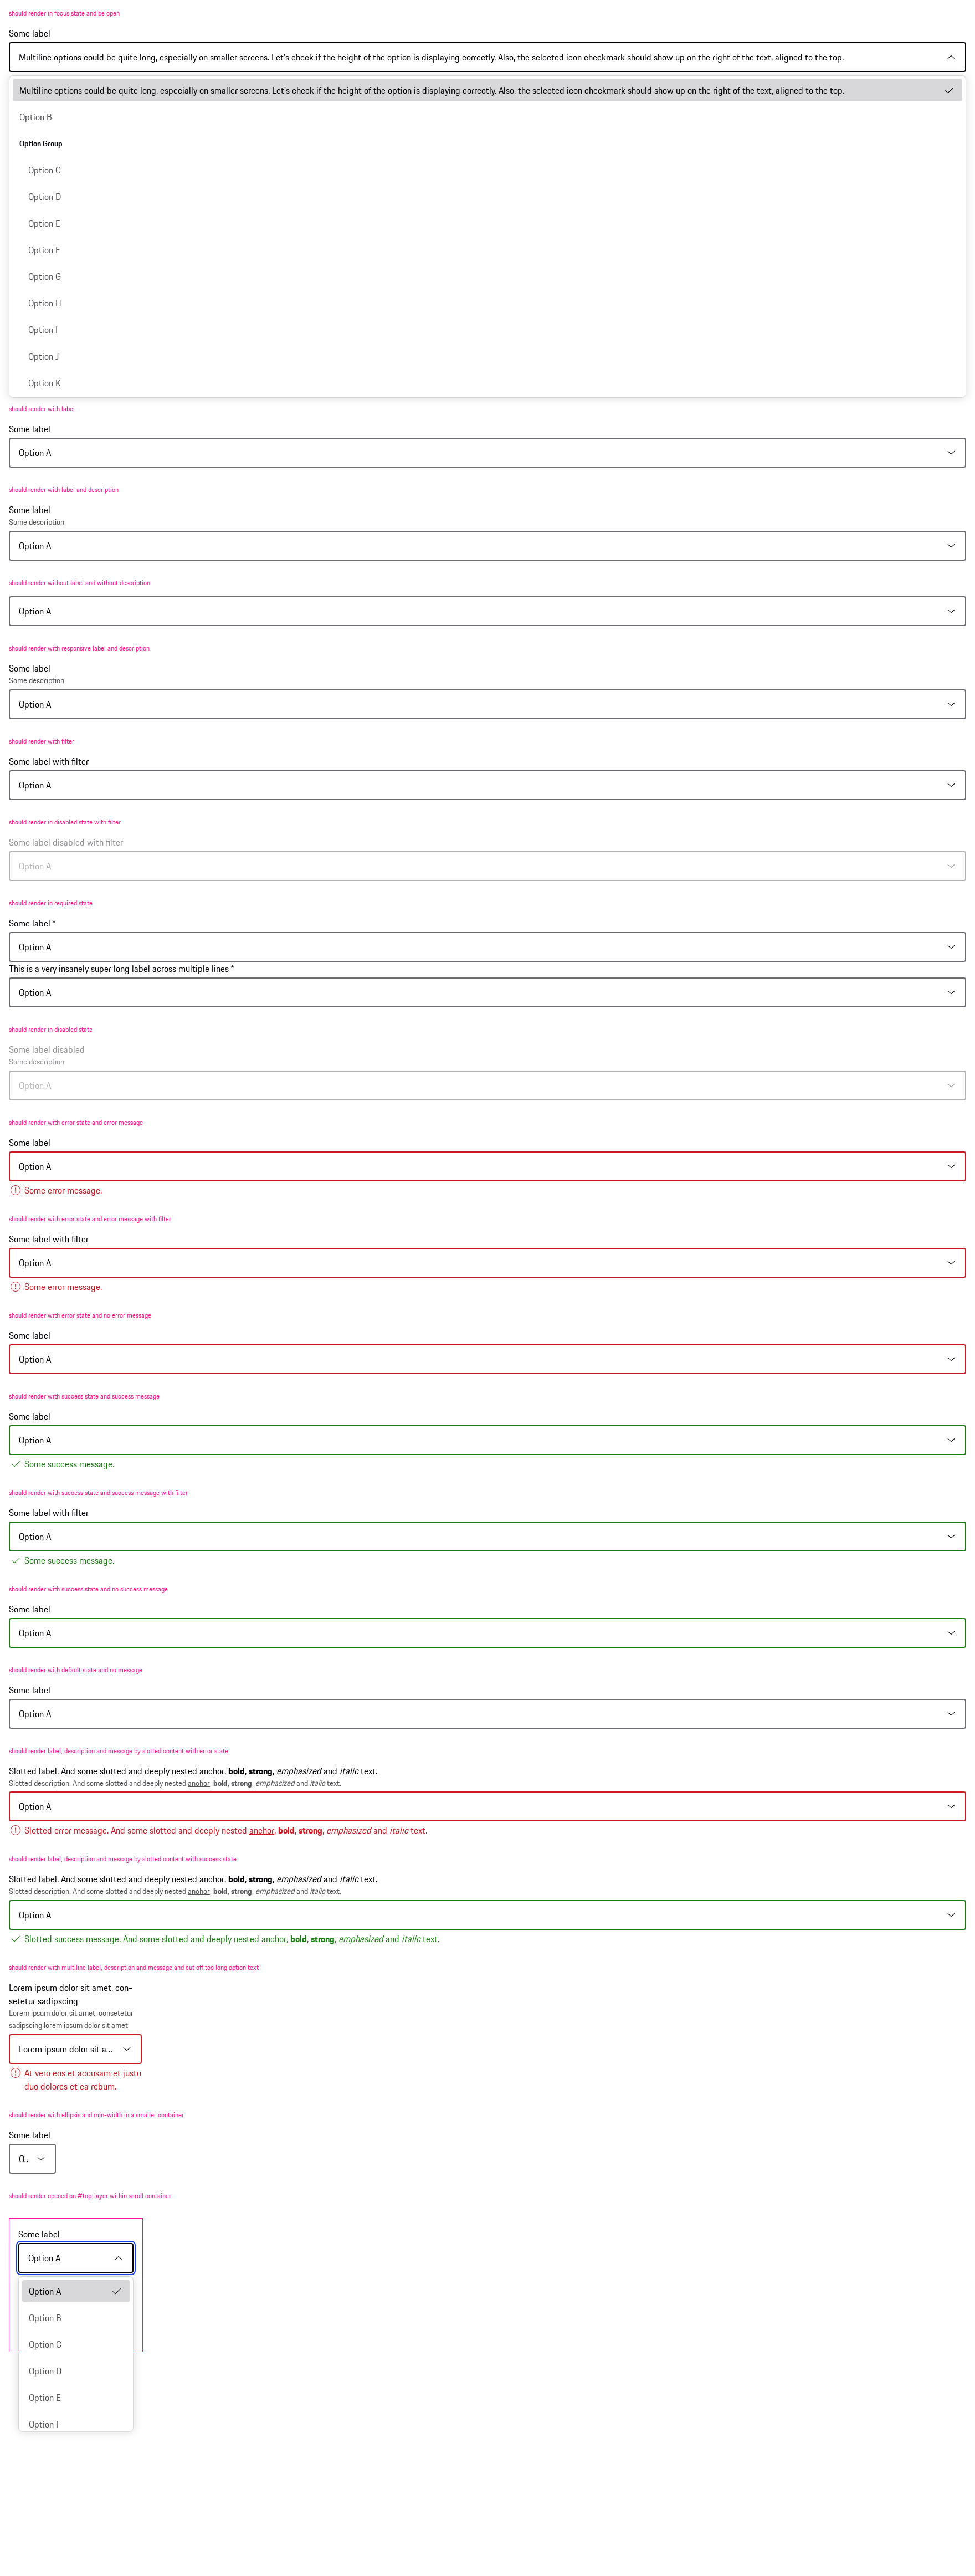 should render in focus state and be open
Some label
Multiline options could be quite long, especially on smaller screens. Let's check if the height of the option is displaying correctly. Also, the selected icon checkmark should show up on the right of the text, aligned to the top.
Multiline options could be quite long, especially on smaller screens. Let's check if the height of the option is displaying correctly. Also, the selected icon checkmark should show up on the right of the text, aligned to the top.
Option B
Option Group
Option C
Option D
Option E
Option F
Option G
Option H
Option I
Option J
Option K
should render with label
Some label
Option A
should render with label and description
Some label
Some description
Option A
should render without label and without description
Option A
should render with responsive label and description
Some label
Some description
Option A
should render with filter
Some label with filter
Option A
should render in disabled state with filter
Some label disabled with filter
Option A
should render in required state
Some label *
Option A
This is a very insanely super long label across multiple lines *
Option A
should render in disabled state
Some label disabled
Some description
Option A
should render with error state and error message
Some label
Option A
Some error message.
should render with error state and error message with filter
Some label with filter
Option A
Some error message.
should render with error state and no error message
Some label
Option A
should render with success state and success message
Some label
Option A
Some success message.
should render with success state and success message with filter
Some label with filter
Option A
Some success message.
should render with success state and no success message
Some label
Option A
should render with default state and no message
Some label
Option A
should render label, description and message by slotted content with error state
Slotted label. And some slotted and deeply nested anchor, bold, strong, emphasized and italic text.
Slotted description. And some slotted and deeply nested anchor, bold, strong, emphasized and italic text.
Option A
Slotted error message. And some slotted and deeply nested anchor, bold, strong, emphasized and italic text.
should render label, description and message by slotted content with success state
Slotted label. And some slotted and deeply nested anchor, bold, strong, emphasized and italic text.
Slotted description. And some slotted and deeply nested anchor, bold, strong, emphasized and italic text.
Option A
Slotted success message. And some slotted and deeply nested anchor, bold, strong, emphasized and italic text.
should render with multiline label, description and message and cut off too long option text
Lorem ipsum dolor sit amet, con-
setetur sadipscing
Lorem ipsum dolor sit amet, consetetur
sadipscing lorem ipsum dolor sit amet
Lorem ipsum dolor sit a...
At vero eos et accusam et justo
duo dolores et ea rebum.
should render with ellipsis and min-width in a smaller container
Some label
O..
should render opened on #top-layer within scroll container
Some label
Option A
Option A
Option B
Option C
Option D
Option E
Option F